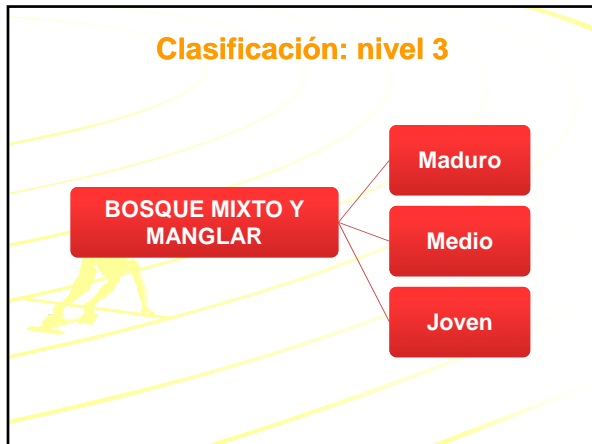 Clasificación: nivel 3
BOSQUE MIXTO Y
MANGLAR
Maduro
Medio
Joven